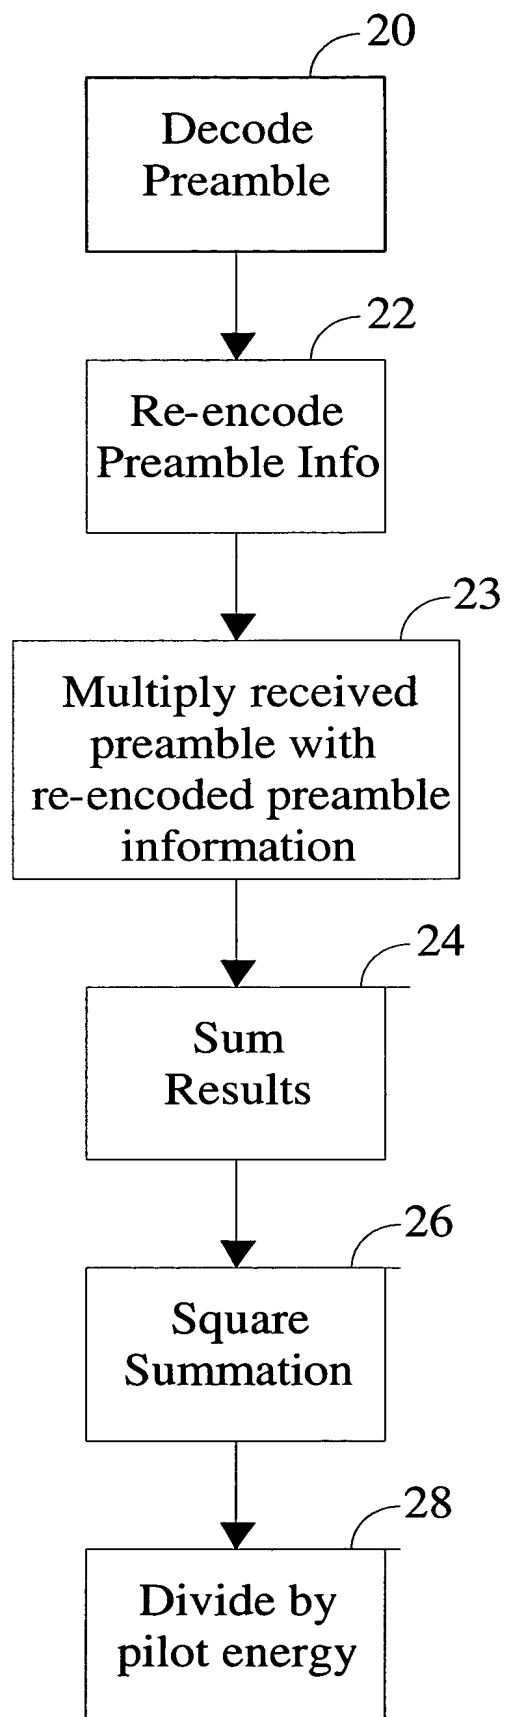 20
Decode
Preamble
22
Re-encode
Preamble Info
23
Multiply received
preamble with
re-encoded preamble
information
24
Sum
Results
26
Square
Summation
28
Divide by
pilot energy